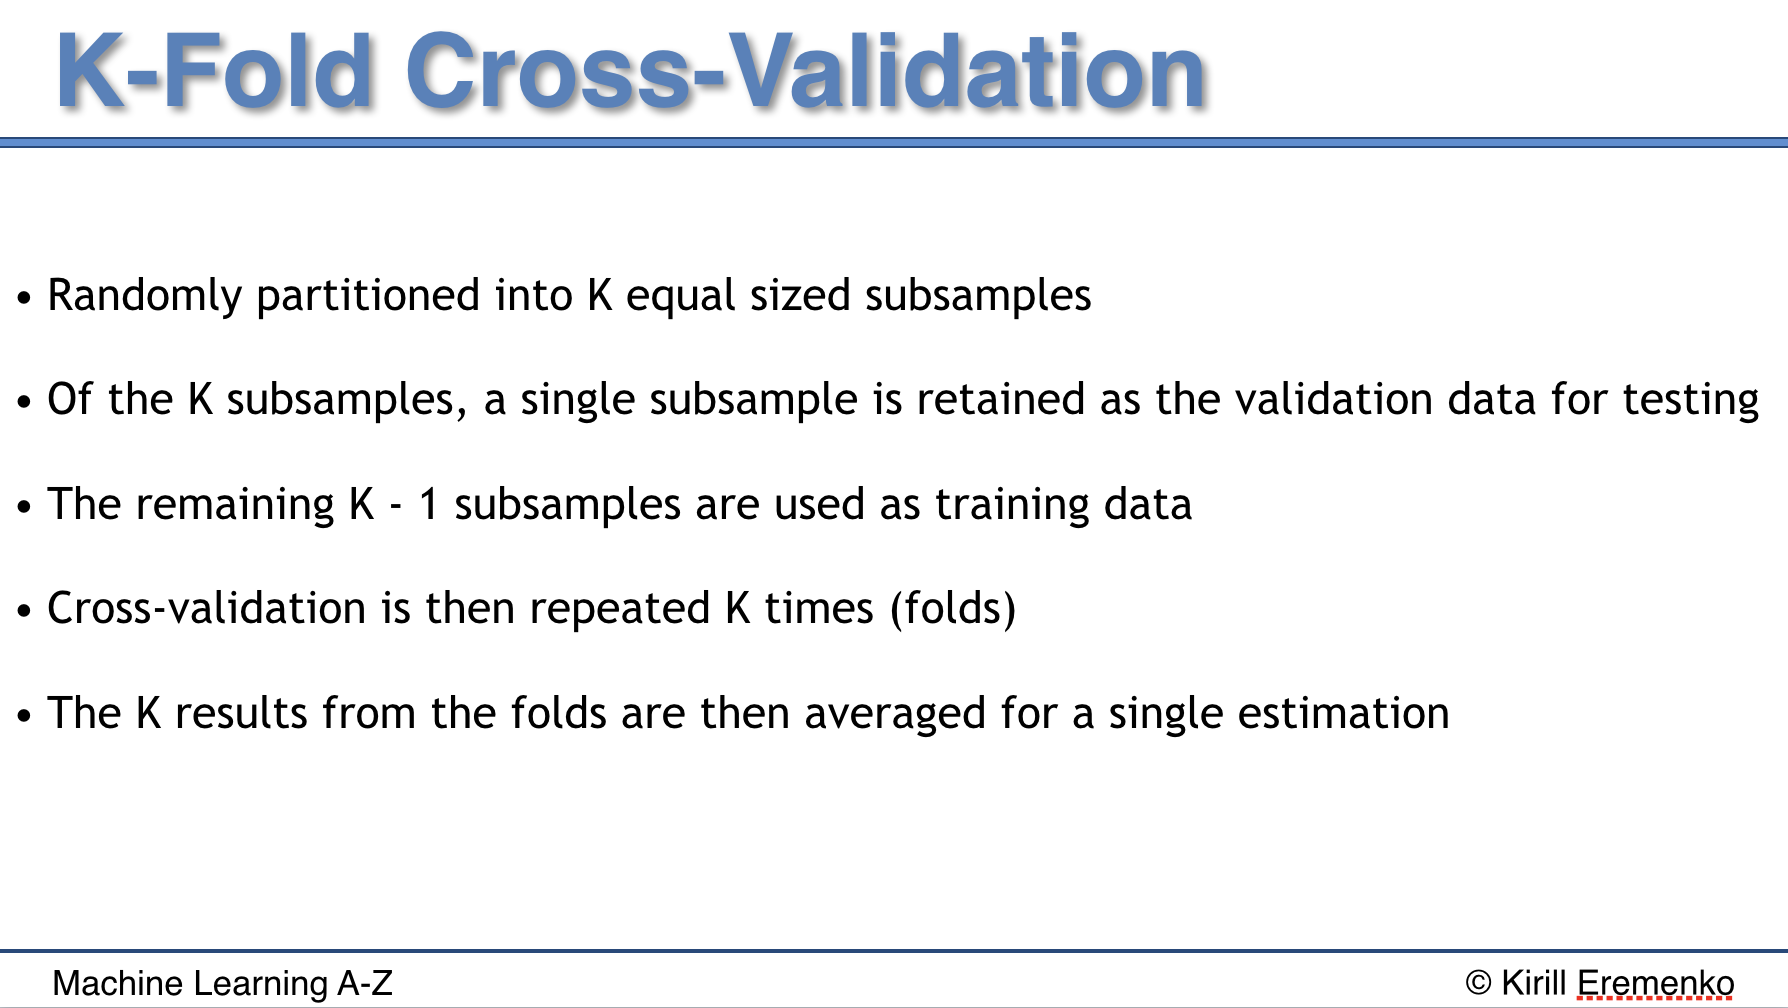 K-Fold Cross-Validation
• Randomly partitioned into K equal sized subsamples
• Of the K subsamples, a single subsample is retained as the validation data for testing
• The remaining K - 1 subsamples are used as training data
• Cross-validation is then repeated K times (folds)
• The K results from the folds are then averaged for a single estimation
Machine Learning A-Z
© Kirill Eremenko